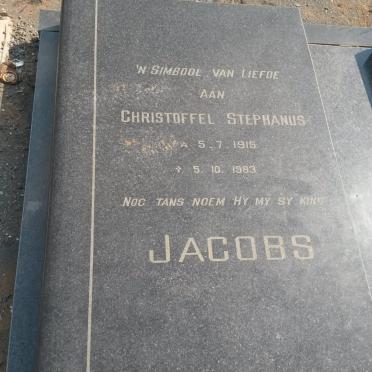 'N SIMBOOL VAN LIEFDE
AAN
CHRISTOFFEL STEPHANUS
5. 7. 1915
† 5. 10. 1983
NOG TANS NOEM HY MY SY KIND
JACOBS